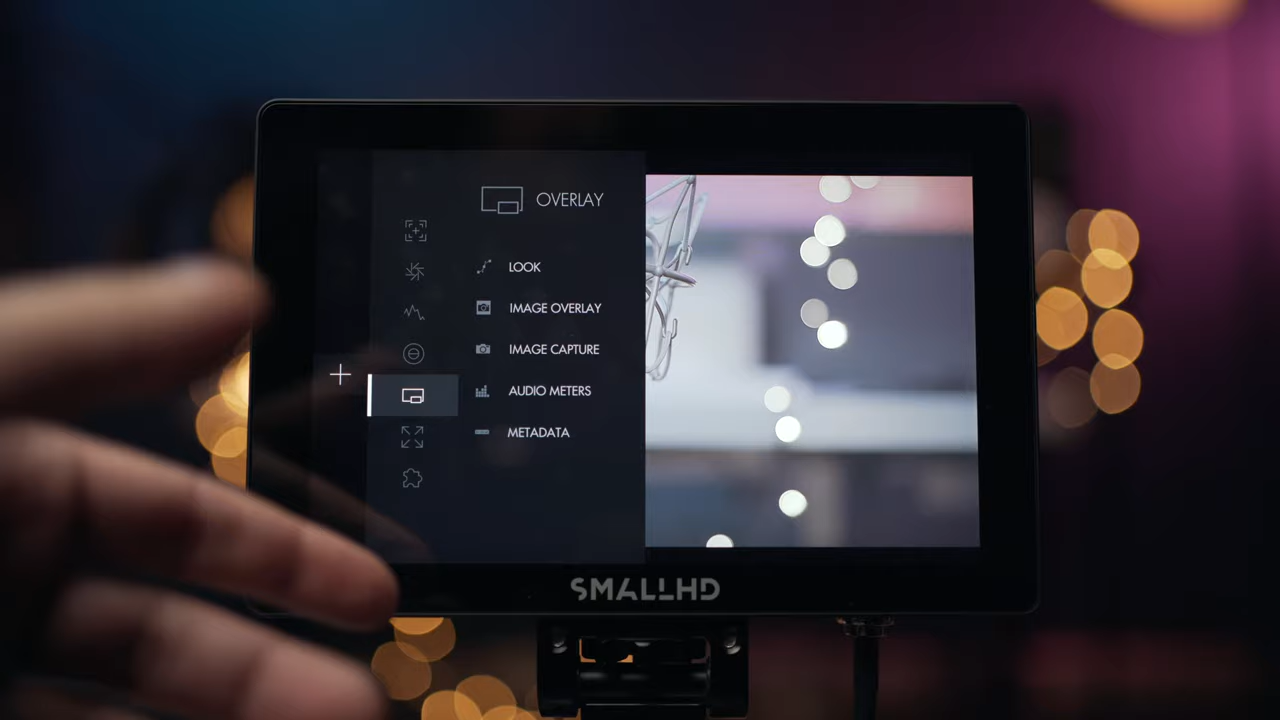 OVERLAY
LOOK
IMAGE OVERLAY
IMAGE CAPTURE
AUDIO METERS
METADATA
SMALLHD